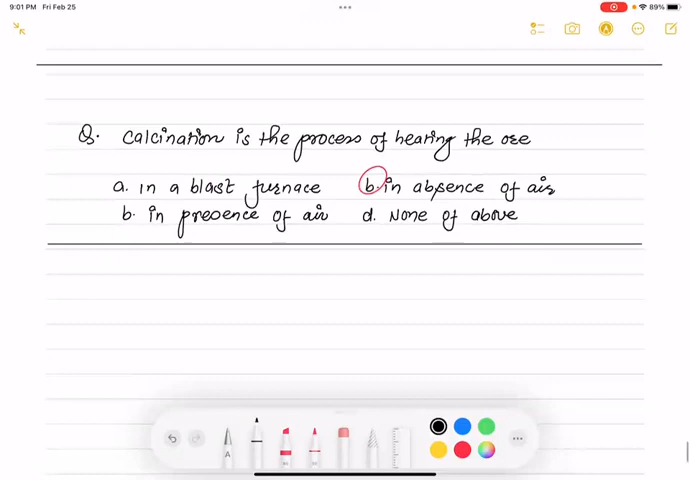 9:01 PM Fri Feb 25
89%
Q. Calcination is the process of heating the ore
a. in a blast furnace b. in absence of air
b. in presence of air d. None of above
A